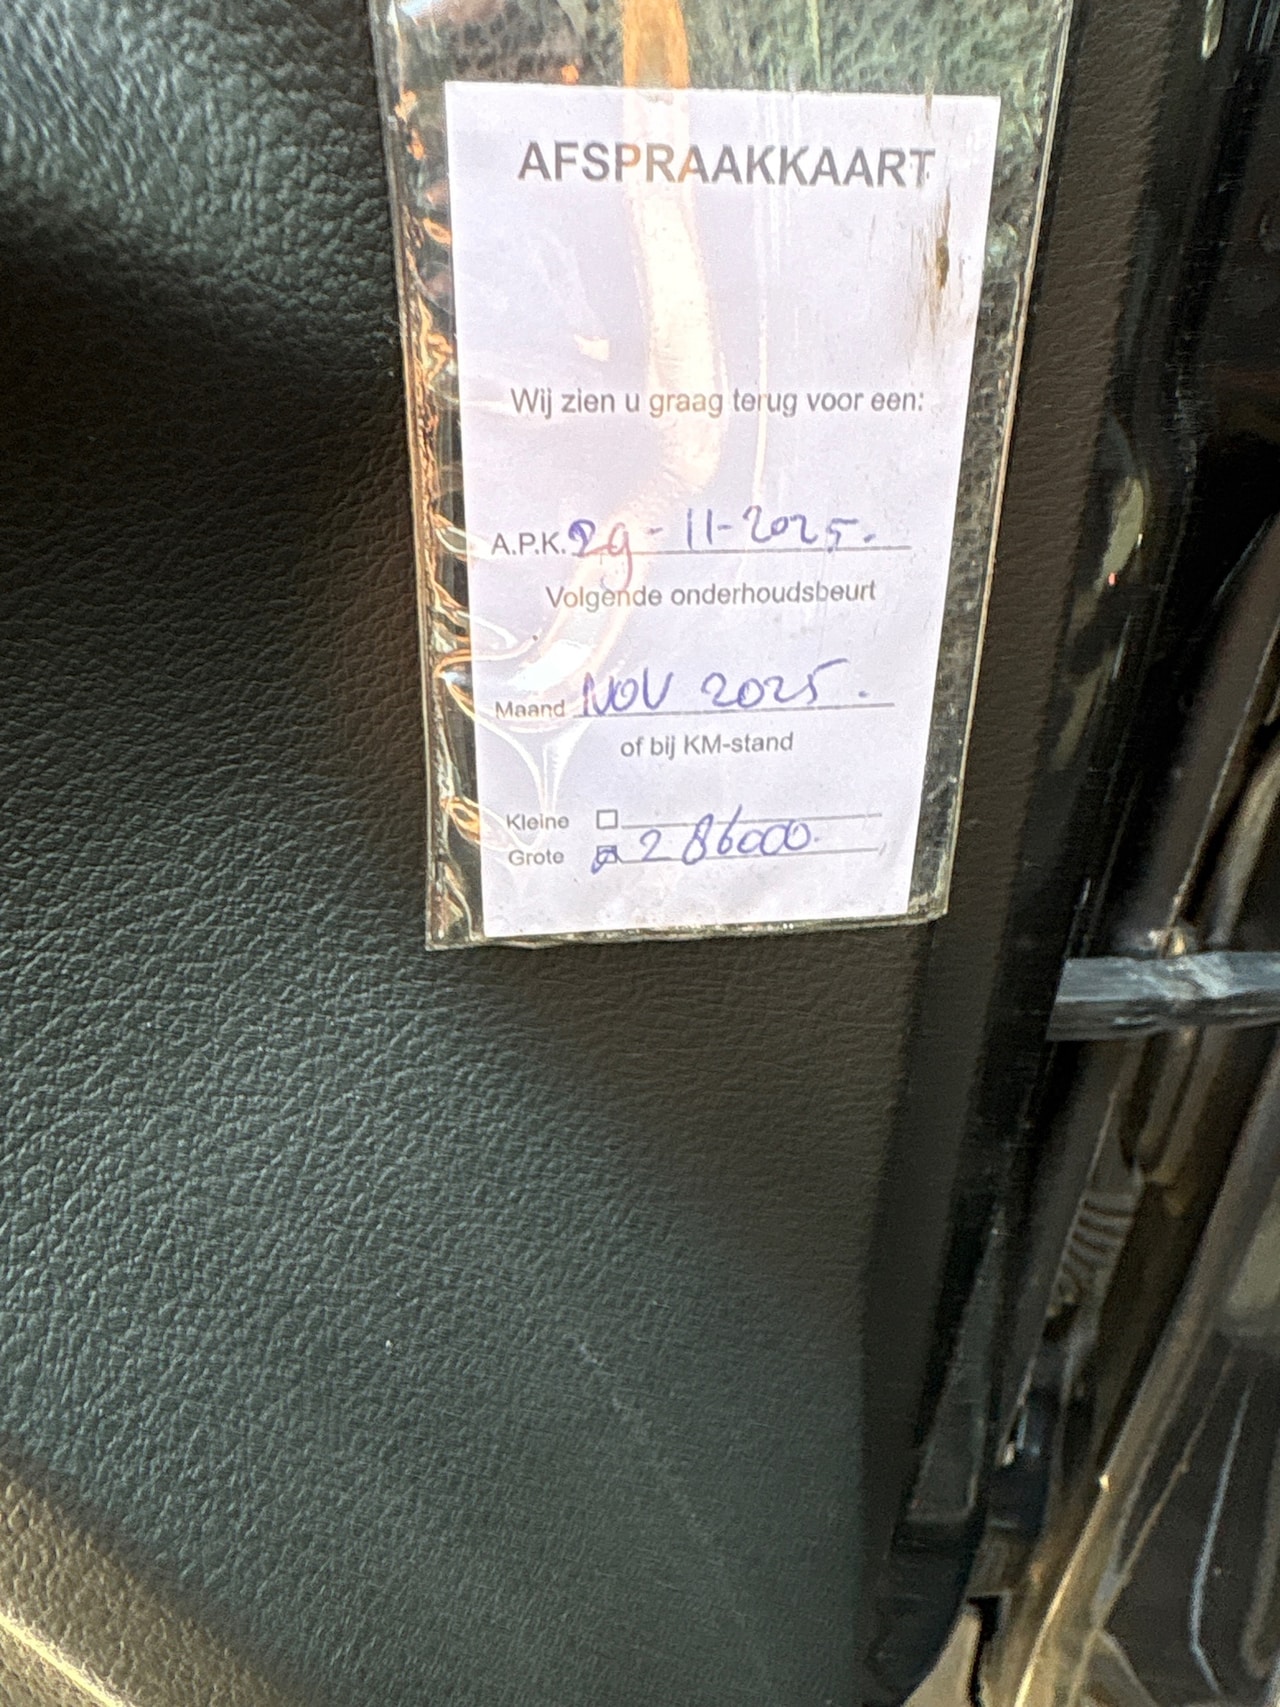 AFSPRAAKKAART
Wij zien u graag terug voor een:
A.P.K. 29-11-2025.
Volgende onderhoudsbeurt
Maand NOV 2025.
of bij KM-stand
Kleine
Grote 286000.